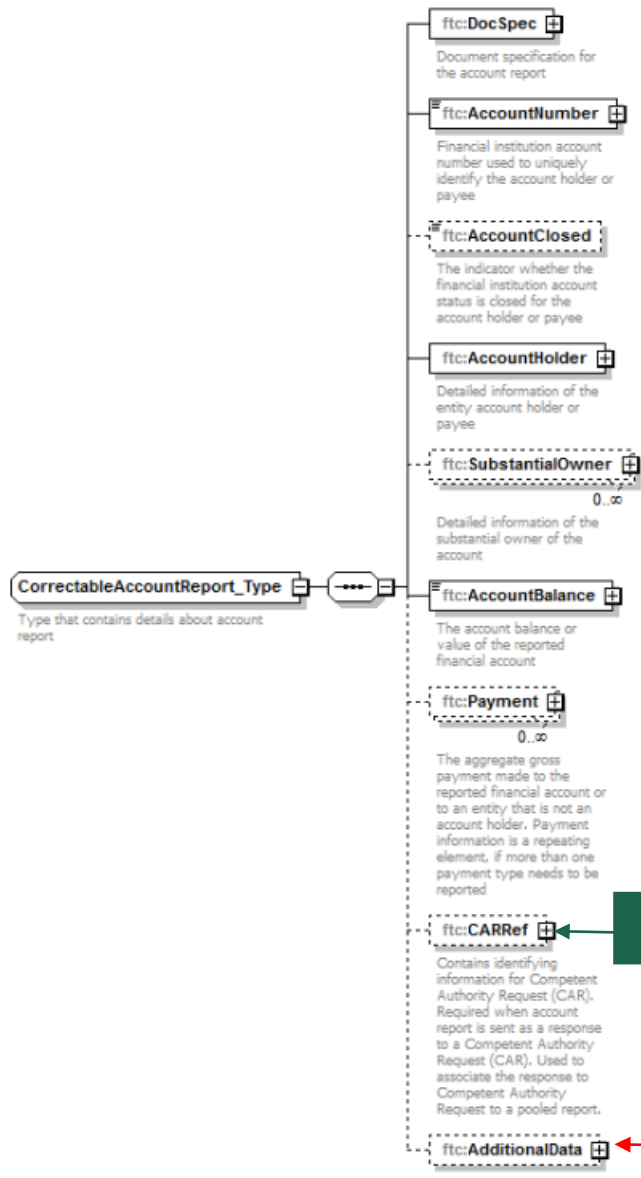 ftc:DocSpec
Document specification for
the account report
ftc:AccountNumber
Financial institution account
number used to uniquely
identify the account holder or
payee
ftc:AccountClosed
The indicator whether the
financial institution account
status is closed for the
account holder or payee
ftc:AccountHolder
Detailed information of the
entity account holder or
payee
ftc:SubstantialOwner
0..∞
Detailed information of the
substantial owner of the
account
CorrectableAccountReport_Type
Type that contains details about account
report
ftc:AccountBalance
The account balance or
value of the reported
financial account
ftc:Payment
0..∞
The aggregate gross
payment made to the
reported financial account or
to an entity that is not an
account holder. Payment
information is a repeating
element, if more than one
payment type needs to be
reported
ftc:CARRef
Contains identifying
information for Competent
Authority Request (CAR).
Required when account
report is sent as a response
to a Competent Authority
Request (CAR). Used to
associate the response to
Competent Authority
Request to a pooled report.
ftc:AdditionalData